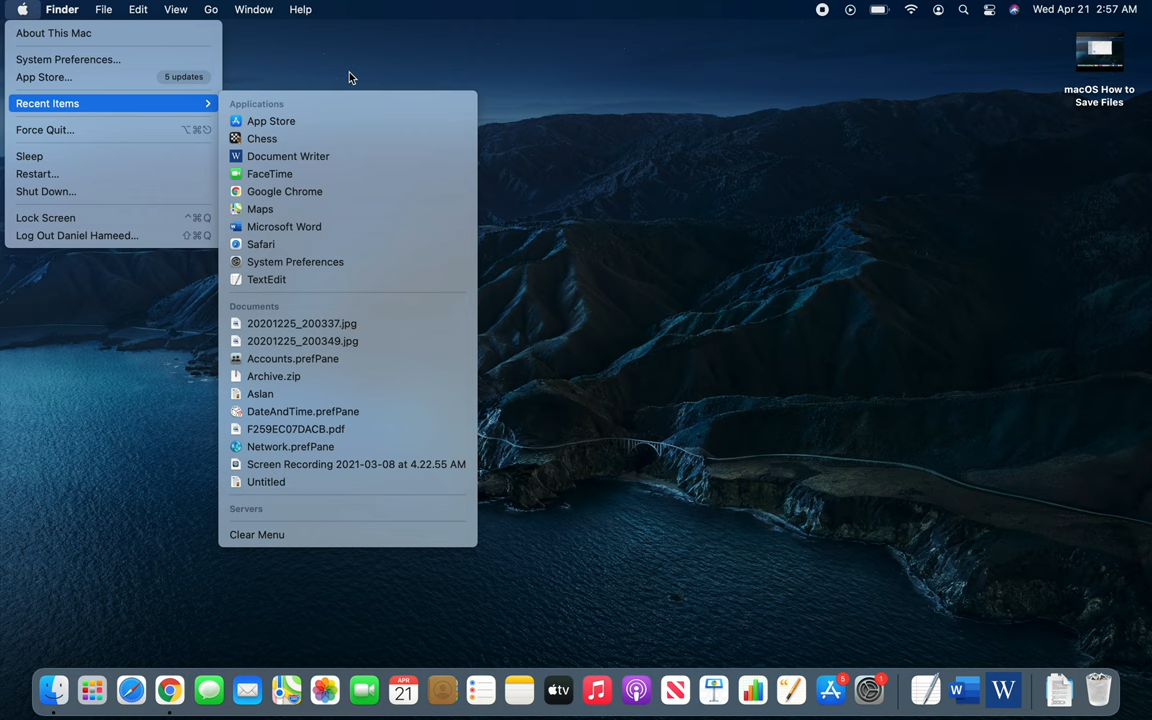 Finder File Edit View Go Window Help Wed Apr 21 2:57 AM
About This Mac
System Preferences...
App Store... 5 updates
Recent Items
Force Quit... ⌥⌘⎋
Sleep
Restart...
Shut Down...
Lock Screen ^⌘Q
Log Out Daniel Hameed... ⇧⌘Q
Applications
App Store
Chess
Document Writer
FaceTime
Google Chrome
Maps
Microsoft Word
Safari
System Preferences
TextEdit
Documents
20201225_200337.jpg
20201225_200349.jpg
Accounts.prefPane
Archive.zip
Aslan
DateAndTime.prefPane
F259EC07DACB.pdf
Network.prefPane
Screen Recording 2021-03-08 at 4.22.55 AM
Untitled
Servers
Clear Menu
macOS How to
Save Files
APR
21
tv
5
1
W
W
DOCX